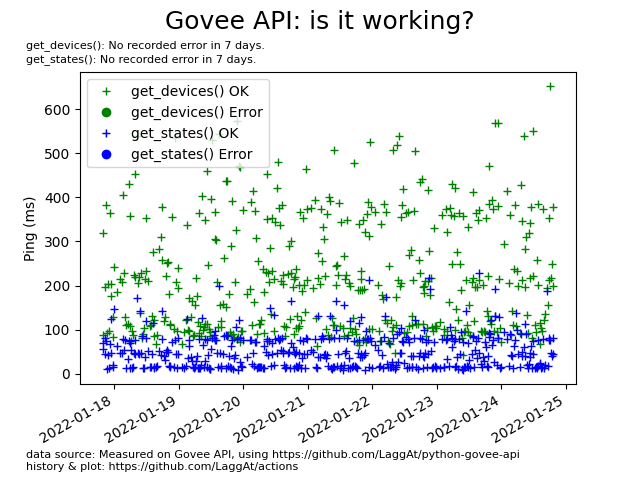 Govee API: is it working?
get_devices(): No recorded error in 7 days.
get_states(): No recorded error in 7 days.
get_devices() OK
get_devices() Error
get_states() OK
get_states() Error
Ping (ms)
600
500
400
300
200
100
0
2022-01-18
2022-01-19
2022-01-20
2022-01-21
2022-01-22
2022-01-23
2022-01-24
2022-01-25
data source: Measured on Govee API, using https://github.com/LaggAt/python-govee-api
history & plot: https://github.com/LaggAt/actions